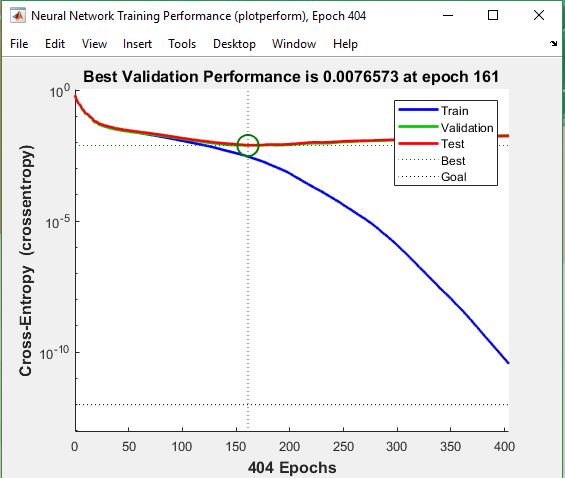 Neural Network Training Performance (plotperform), Epoch 404
File Edit View Insert Tools Desktop Window Help
Best Validation Performance is 0.0076573 at epoch 161
Cross-Entropy (crossentropy)
10^0
10^-5
10^-10
Train
Validation
Test
Best
Goal
0 50 100 150 200 250 300 350 400
404 Epochs